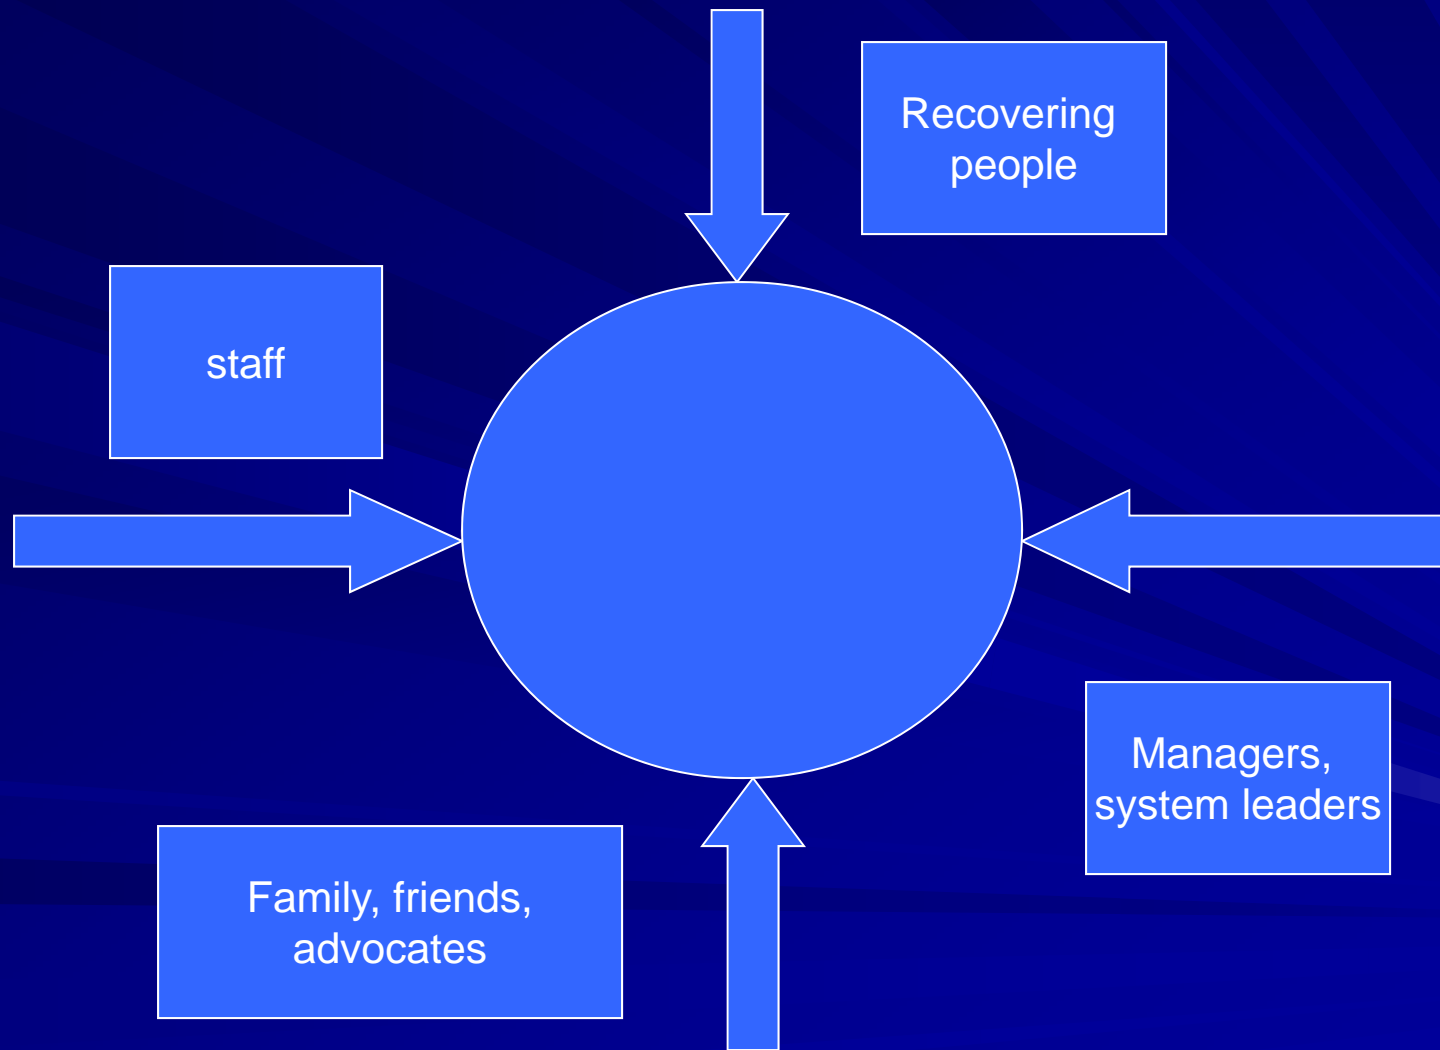 Recovering
people
staff
Managers,
system leaders
Family, friends,
advocates